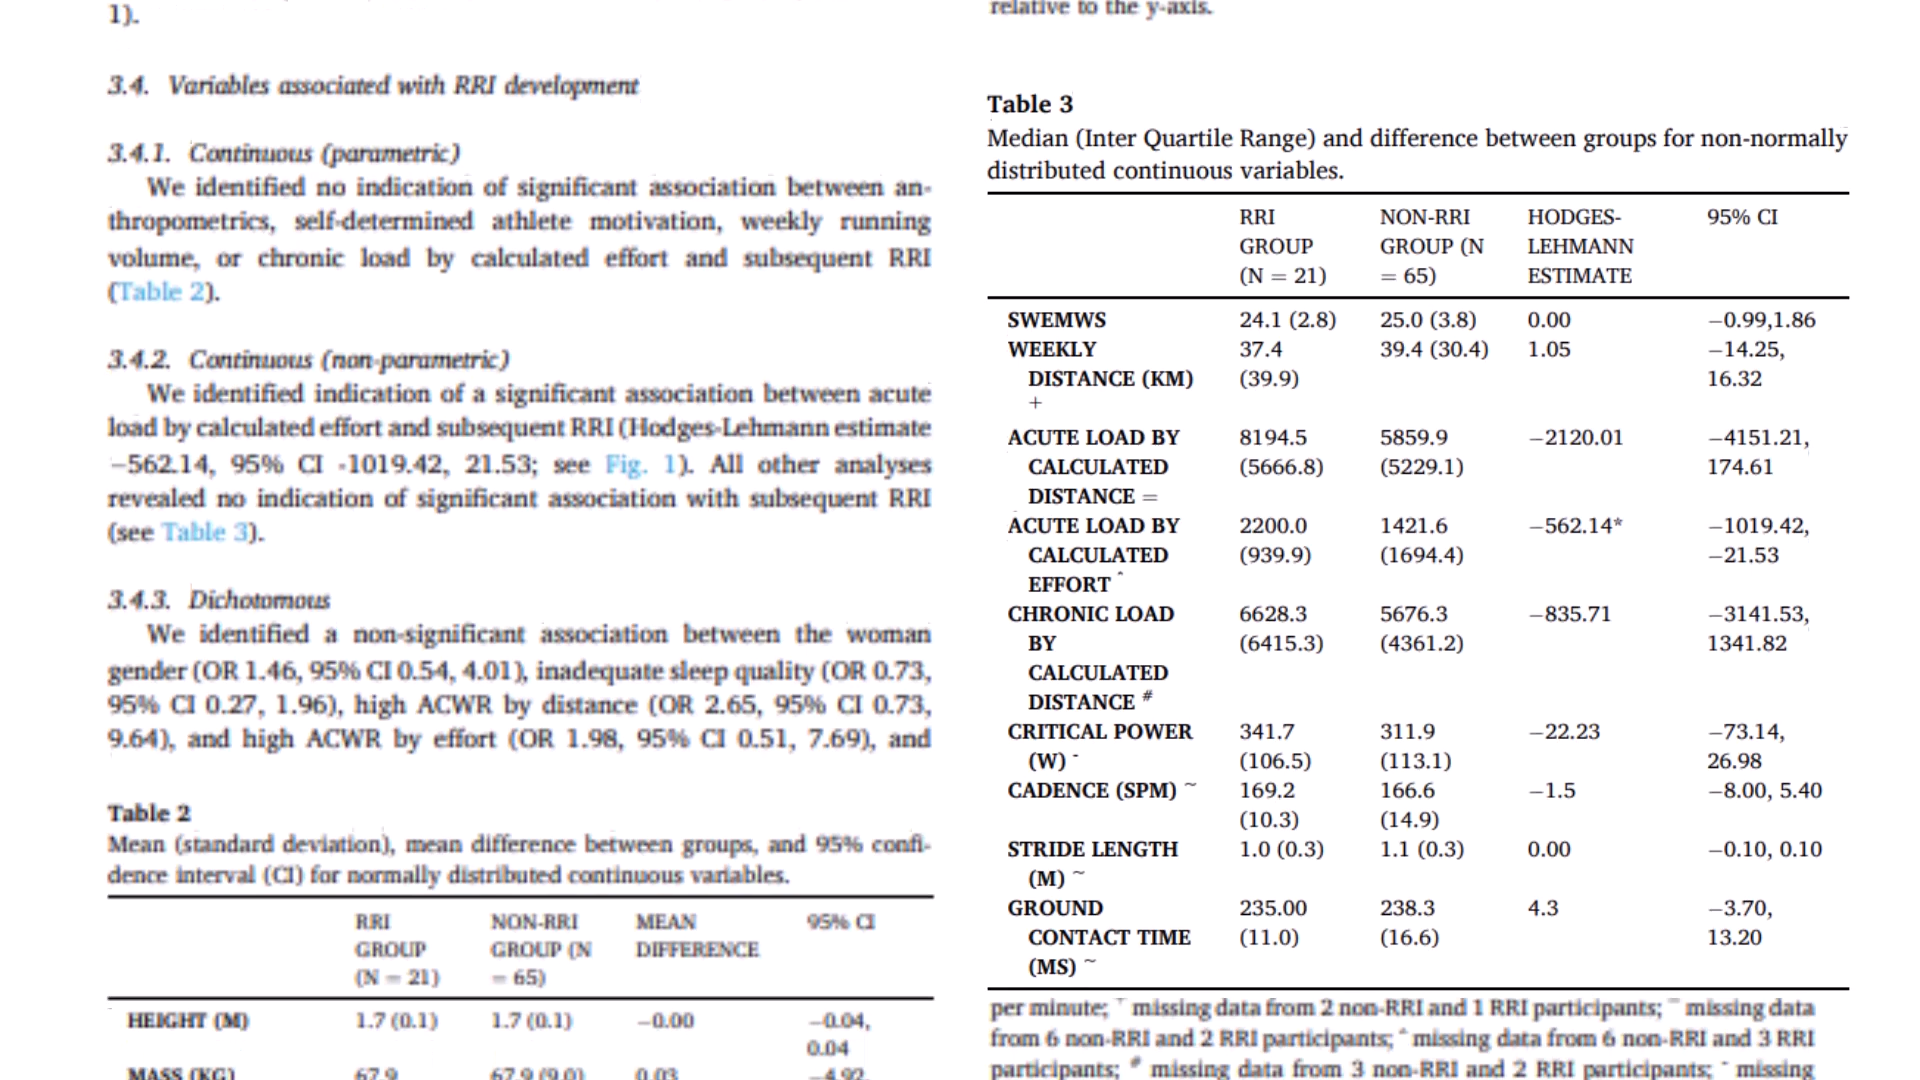 1).
3.4. Variables associated with RRI development
3.4.1. Continuous (parametric)
We identified no indication of significant association between an-
thropometrics, self-determined athlete motivation, weekly running
volume, or chronic load by calculated effort and subsequent RRI
(Table 2).
3.4.2. Continuous (non-parametric)
We identified indication of a significant association between acute
load by calculated effort and subsequent RRI (Hodges-Lehmann estimate
−562.14, 95% CI -1019.42, 21.53; see Fig. 1). All other analyses
revealed no indication of significant association with subsequent RRI
(see Table 3).
3.4.3. Dichotomous
We identified a non-significant association between the woman
gender (OR 1.46, 95% CI 0.54, 4.01), inadequate sleep quality (OR 0.73,
95% CI 0.27, 1.96), high ACWR by distance (OR 2.65, 95% CI 0.73,
9.64), and high ACWR by effort (OR 1.98, 95% CI 0.51, 7.69), and
Table 2
Mean (standard deviation), mean difference between groups, and 95% confi-
dence interval (CI) for normally distributed continuous variables.
RRI NON-RRI MEAN 95% CI
GROUP GROUP (N DIFFERENCE
(N = 21) = 65)
HEIGHT (M) 1.7 (0.1) 1.7 (0.1) −0.00 −0.04,
0.04
MASS (KG) 67.9 67.9 (9.0) 0.03 −4.92,
relative to the y-axis.
Table 3
Median (Inter Quartile Range) and difference between groups for non-normally
distributed continuous variables.
RRI NON-RRI HODGES- 95% CI
GROUP GROUP (N LEHMANN
(N = 21) = 65) ESTIMATE
SWEMWS 24.1 (2.8) 25.0 (3.8) 0.00 −0.99,1.86
WEEKLY 37.4 39.4 (30.4) 1.05 −14.25,
DISTANCE (KM) (39.9) 16.32
+
ACUTE LOAD BY 8194.5 5859.9 −2120.01 −4151.21,
CALCULATED (5666.8) (5229.1) 174.61
DISTANCE =
ACUTE LOAD BY 2200.0 1421.6 −562.14* −1019.42,
CALCULATED (939.9) (1694.4) −21.53
EFFORT ^
CHRONIC LOAD 6628.3 5676.3 −835.71 −3141.53,
BY (6415.3) (4361.2) 1341.82
CALCULATED
DISTANCE #
CRITICAL POWER 341.7 311.9 −22.23 −73.14,
(W) - (106.5) (113.1) 26.98
CADENCE (SPM) ~ 169.2 166.6 −1.5 −8.00, 5.40
(10.3) (14.9)
STRIDE LENGTH 1.0 (0.3) 1.1 (0.3) 0.00 −0.10, 0.10
(M) ~
GROUND 235.00 238.3 4.3 −3.70,
CONTACT TIME (11.0) (16.6) 13.20
(MS) ~
per minute; + missing data from 2 non-RRI and 1 RRI participants; = missing data
from 6 non-RRI and 2 RRI participants; ^ missing data from 6 non-RRI and 3 RRI
participants; # missing data from 3 non-RRI and 2 RRI participants; - missing